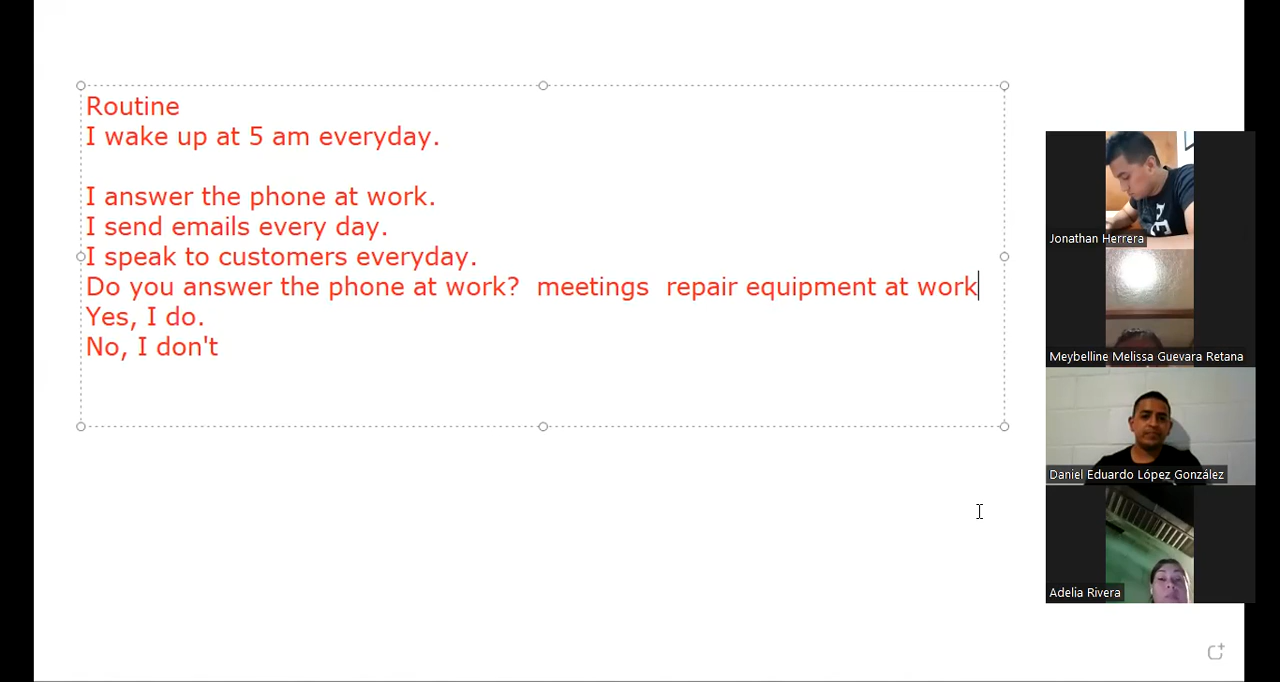 Routine
I wake up at 5 am everyday.
I answer the phone at work.
I send emails every day.
I speak to customers everyday.
Do you answer the phone at work?  meetings  repair equipment at work
Yes, I do.
No, I don't
Jonathan Herrera
Meybelline Melissa Guevara Retana
Daniel Eduardo López González
Adelia Rivera